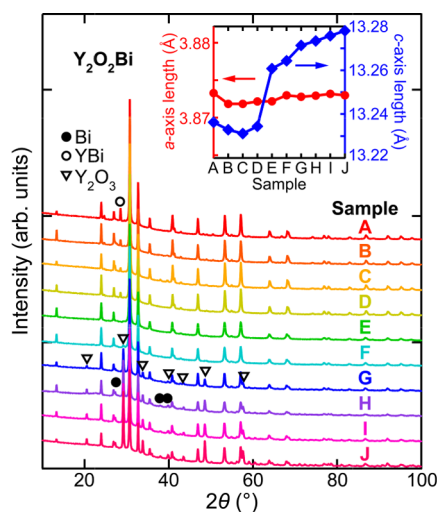 Y2O2Bi
Bi
YBi
Y2O3
3.88
3.87
a-axis length (Å)
13.28
13.26
13.24
13.22
c-axis length (Å)
A B C D E F G H I J
Sample
Sample
A
B
C
D
E
F
G
H
I
J
Intensity (arb. units)
20 40 60 80 100
2θ (°)